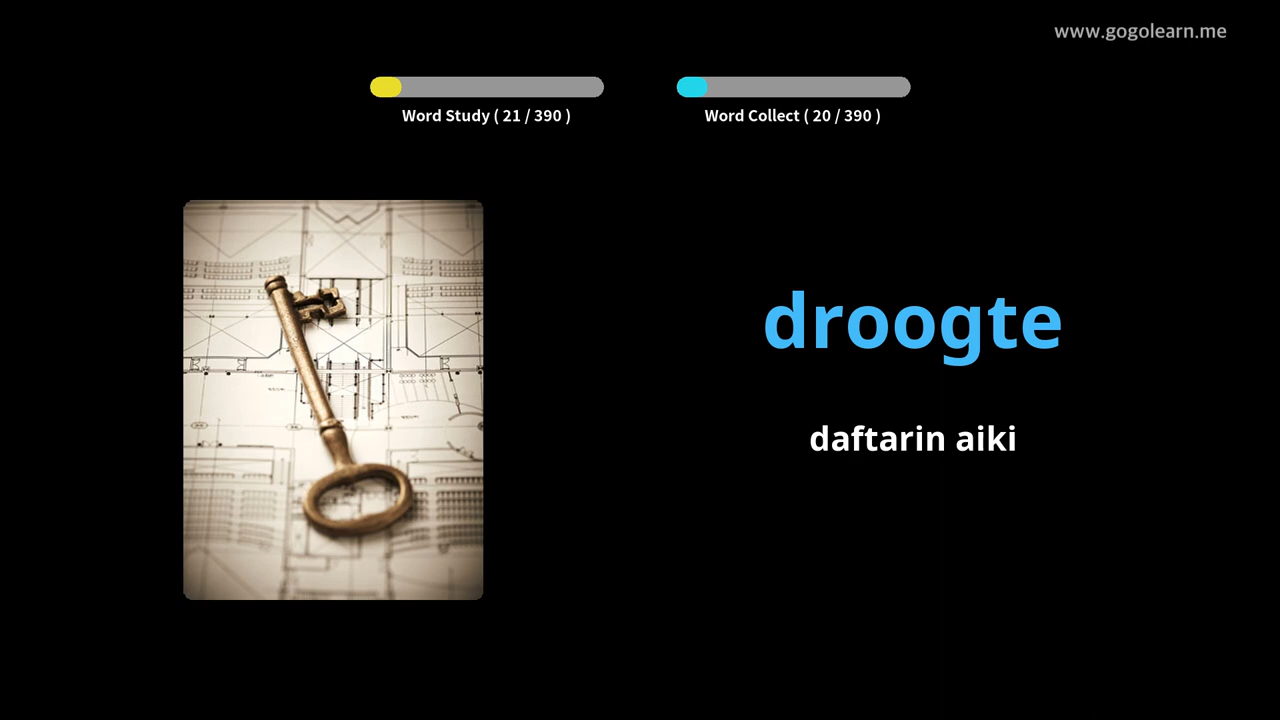 www.gogolearn.me
Word Study ( 21 / 390 )
Word Collect ( 20 / 390 )
droogte
daftarin aiki